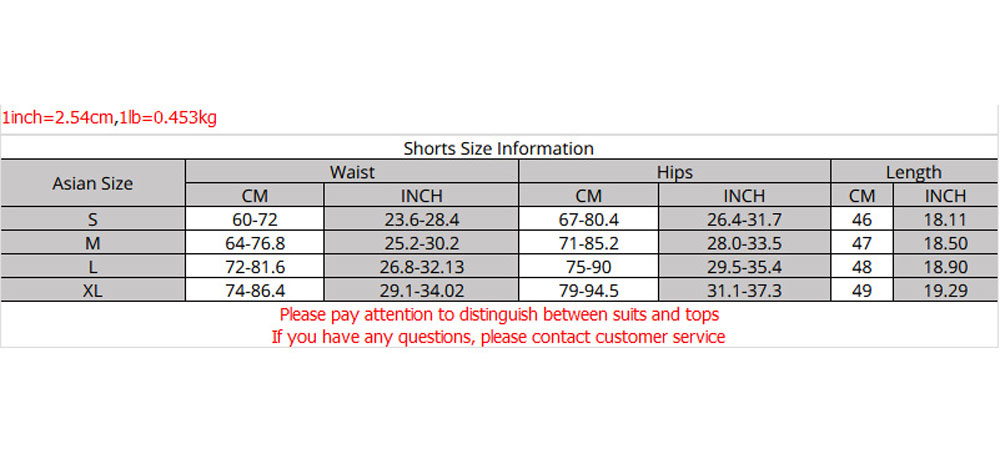 1inch=2.54cm,1lb=0.453kg
Shorts Size Information
Asian Size Waist Hips Length
CM INCH CM INCH CM INCH
S 60-72 23.6-28.4 67-80.4 26.4-31.7 46 18.11
M 64-76.8 25.2-30.2 71-85.2 28.0-33.5 47 18.50
L 72-81.6 26.8-32.13 75-90 29.5-35.4 48 18.90
XL 74-86.4 29.1-34.02 79-94.5 31.1-37.3 49 19.29
Please pay attention to distinguish between suits and tops
If you have any questions, please contact customer service